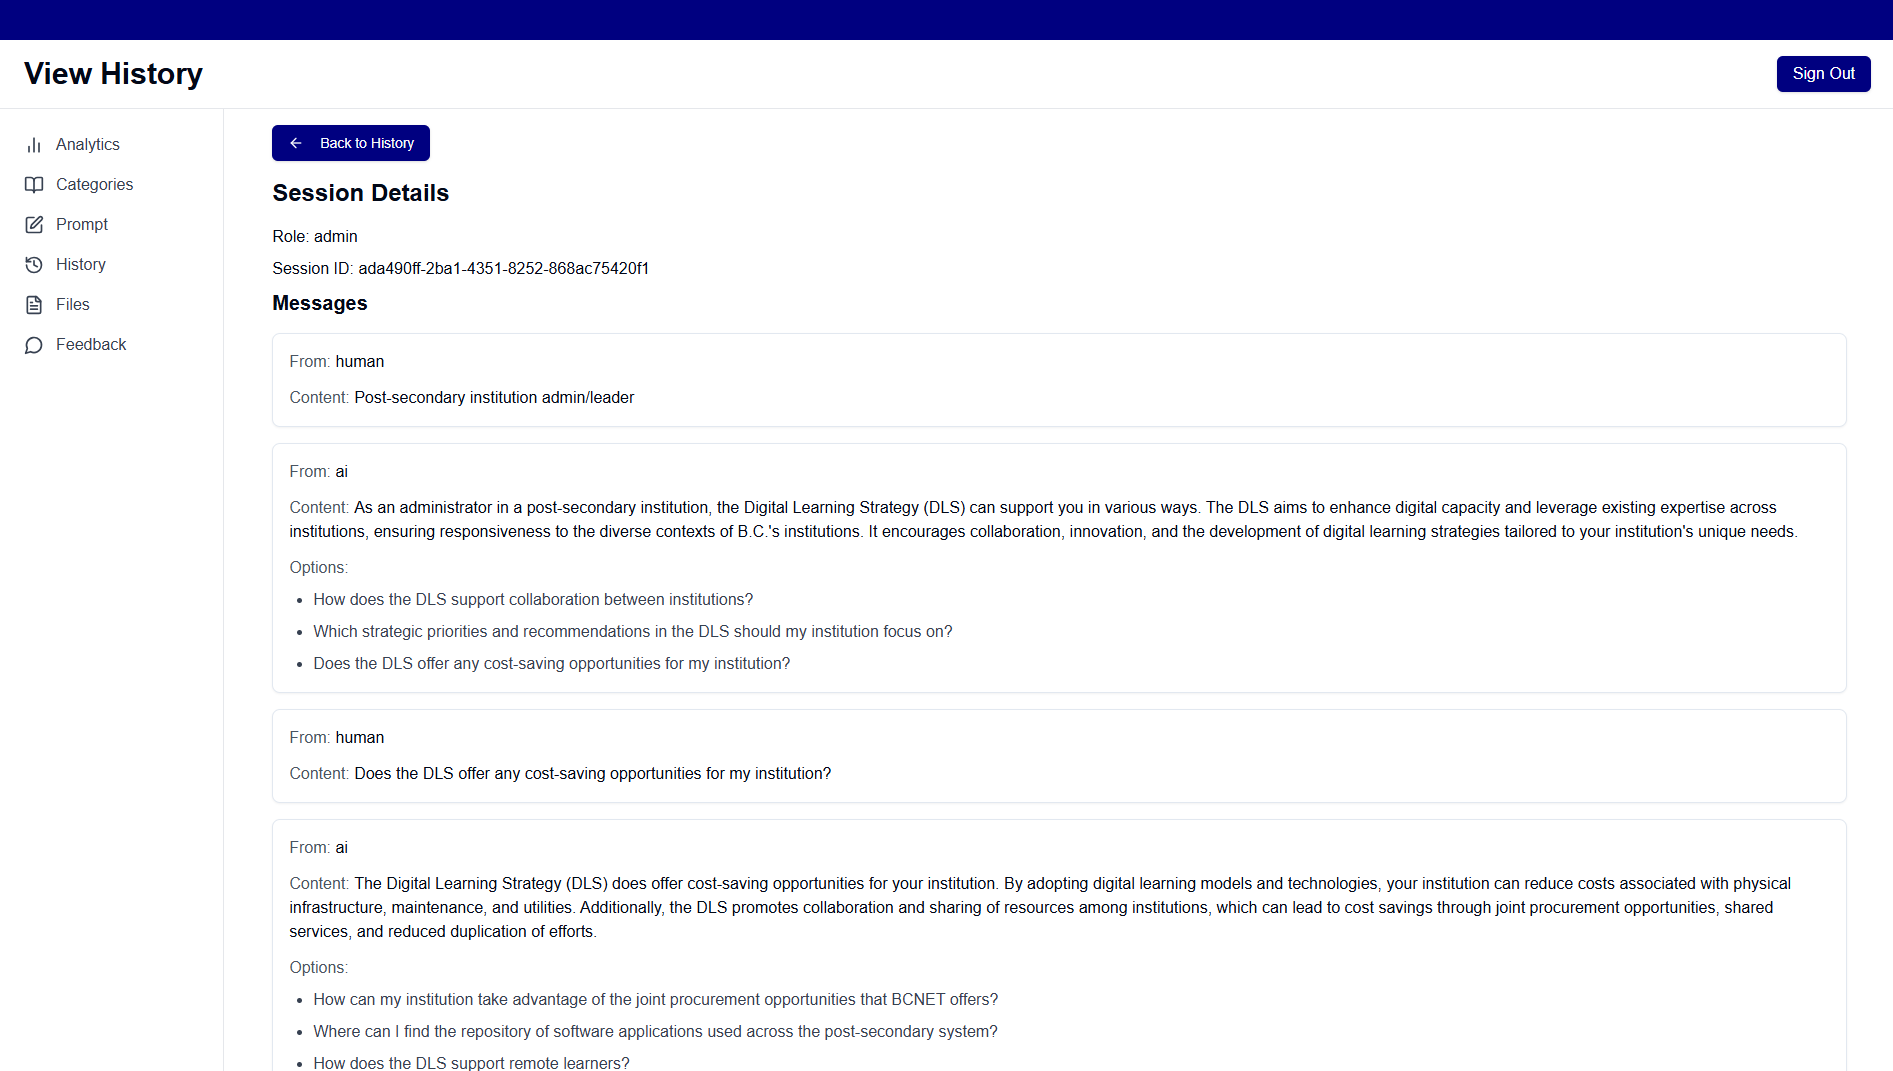 View History
Sign Out
Analytics
Categories
Prompt
History
Files
Feedback
Back to History
Session Details
Role: admin
Session ID: ada490ff-2ba1-4351-8252-868ac75420f1
Messages
From: human
Content: Post-secondary institution admin/leader
From: ai
Content: As an administrator in a post-secondary institution, the Digital Learning Strategy (DLS) can support you in various ways. The DLS aims to enhance digital capacity and leverage existing expertise across
institutions, ensuring responsiveness to the diverse contexts of B.C.'s institutions. It encourages collaboration, innovation, and the development of digital learning strategies tailored to your institution's unique needs.
Options:
• How does the DLS support collaboration between institutions?
• Which strategic priorities and recommendations in the DLS should my institution focus on?
• Does the DLS offer any cost-saving opportunities for my institution?
From: human
Content: Does the DLS offer any cost-saving opportunities for my institution?
From: ai
Content: The Digital Learning Strategy (DLS) does offer cost-saving opportunities for your institution. By adopting digital learning models and technologies, your institution can reduce costs associated with physical
infrastructure, maintenance, and utilities. Additionally, the DLS promotes collaboration and sharing of resources among institutions, which can lead to cost savings through joint procurement opportunities, shared
services, and reduced duplication of efforts.
Options:
• How can my institution take advantage of the joint procurement opportunities that BCNET offers?
• Where can I find the repository of software applications used across the post-secondary system?
• How does the DLS support remote learners?